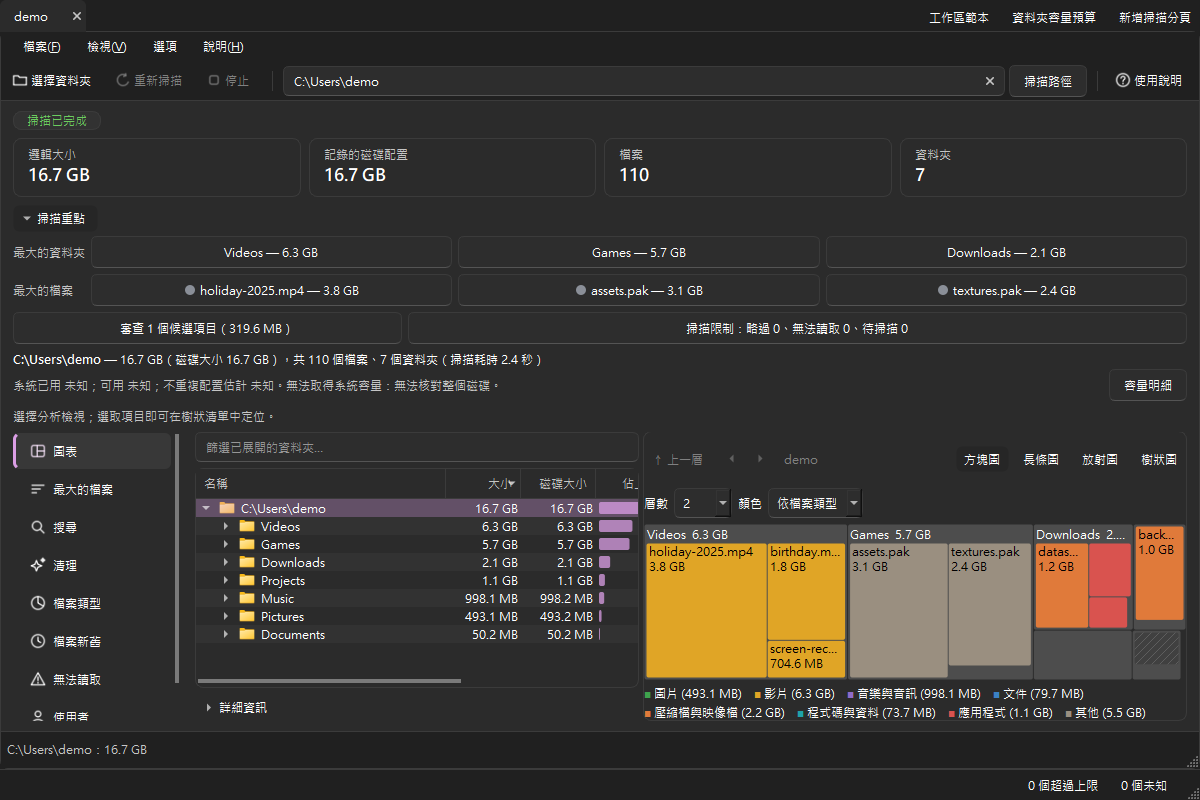 demo
工作區範本 資料夾容量預算 新增掃描分頁
檔案(F) 檢視(V) 選項 說明(H)
選擇資料夾 重新掃描 停止 C:\Users\demo 掃描路徑 使用說明
掃描已完成
邏輯大小 記錄的磁碟配置 檔案 資料夾
16.7 GB 16.7 GB 110 7
掃描重點
最大的資料夾 Videos — 6.3 GB Games — 5.7 GB Downloads — 2.1 GB
最大的檔案 holiday-2025.mp4 — 3.8 GB assets.pak — 3.1 GB textures.pak — 2.4 GB
審查 1 個候選項目（319.6 MB） 掃描限制：略過 0、無法讀取 0、待掃描 0
C:\Users\demo — 16.7 GB（磁碟大小 16.7 GB），共 110 個檔案、7 個資料夾（掃描耗時 2.4 秒）
系統已用 未知；可用 未知；不重複配置估計 未知。無法取得系統容量：無法核對整個磁碟。
容量明細
選擇分析檢視；選取項目即可在樹狀清單中定位。
圖表
最大的檔案
搜尋
清理
檔案類型
檔案新舊
無法讀取
使用者
篩選已展開的資料夾...
名稱 大小 磁碟大小 佔...
C:\Users\demo 16.7 GB 16.7 GB
Videos 6.3 GB 6.3 GB
Games 5.7 GB 5.7 GB
Downloads 2.1 GB 2.1 GB
Projects 1.1 GB 1.1 GB
Music 998.1 MB 998.2 MB
Pictures 493.1 MB 493.2 MB
Documents 50.2 MB 50.2 MB
詳細資訊
↑ 上一層 demo 方塊圖 長條圖 放射圖 樹狀圖
層數 2 顏色 依檔案類型
Videos 6.3 GB Games 5.7 GB Downloads 2.... back...
1.0 GB
holiday-2025.mp4 birthday.m... assets.pak textures.pak datas...
3.8 GB 1.8 GB 3.1 GB 2.4 GB 1.2 GB
screen-rec...
704.6 MB
圖片 (493.1 MB) 影片 (6.3 GB) 音樂與音訊 (998.1 MB) 文件 (79.7 MB)
壓縮檔與映像檔 (2.2 GB) 程式碼與資料 (73.7 MB) 應用程式 (1.1 GB) 其他 (5.5 GB)
C:\Users\demo：16.7 GB
0 個超過上限 0 個未知